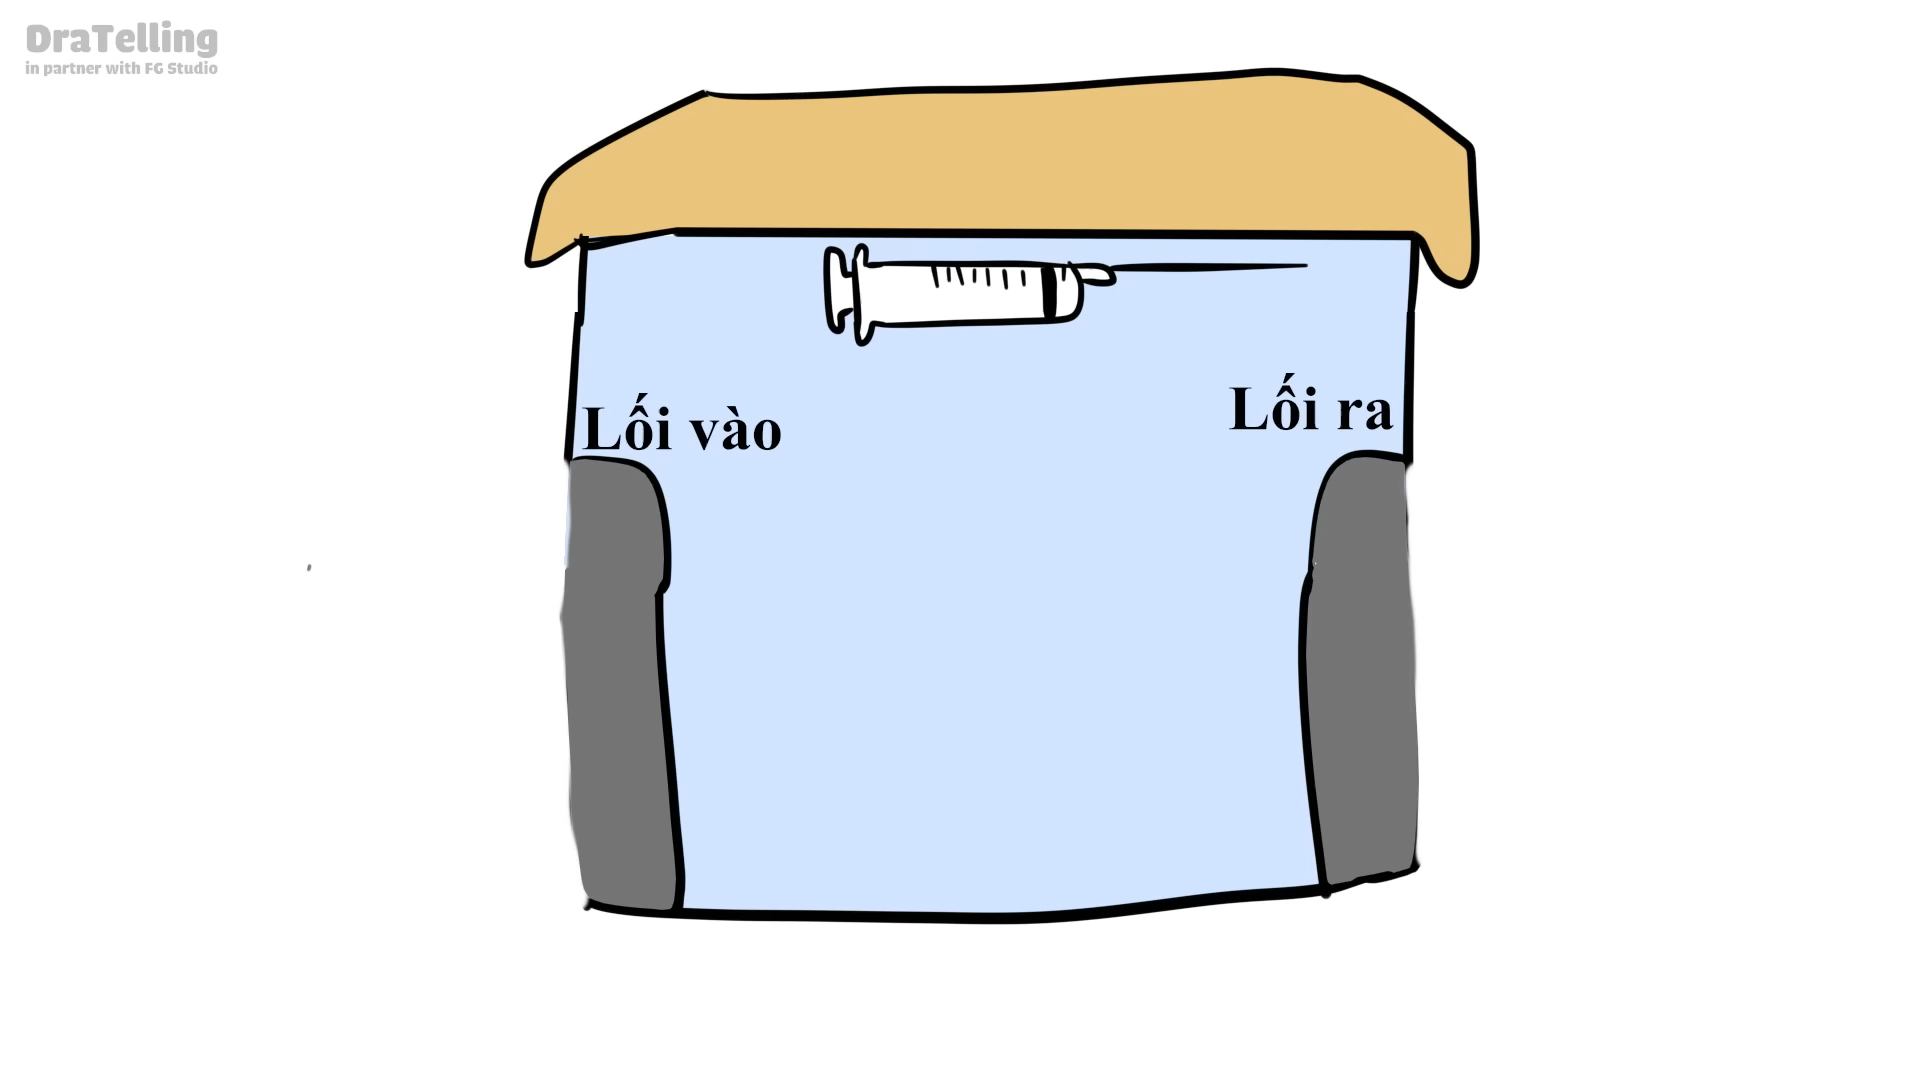 DraTelling
in partner with FG Studio
Lối vào
Lối ra